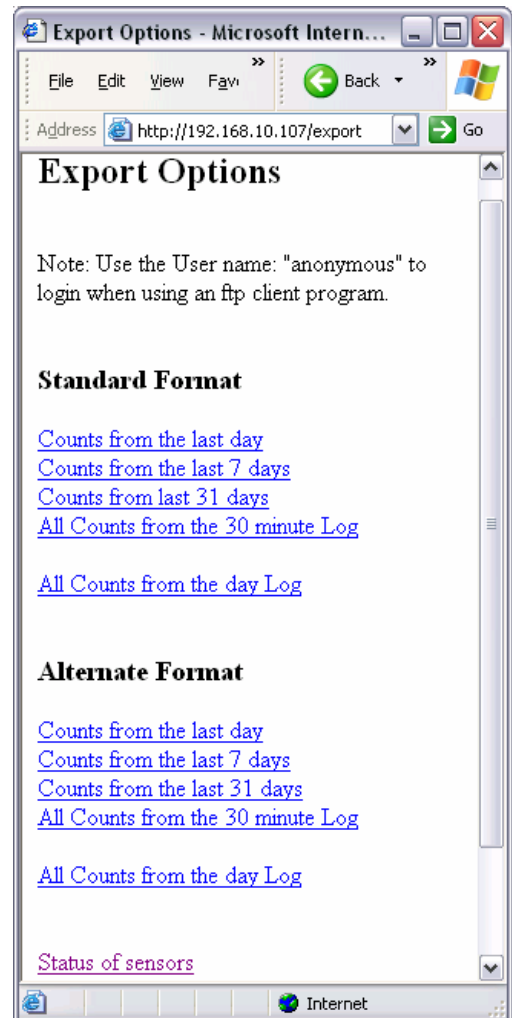 Export Options - Microsoft Intern...
File Edit View Favi » Back »
Address http://192.168.10.107/export Go
Export Options
Note: Use the User name: "anonymous" to
login when using an ftp client program.
Standard Format
Counts from the last day
Counts from the last 7 days
Counts from last 31 days
All Counts from the 30 minute Log
All Counts from the day Log
Alternate Format
Counts from the last day
Counts from the last 7 days
Counts from the last 31 days
All Counts from the 30 minute Log
All Counts from the day Log
Status of sensors
Internet